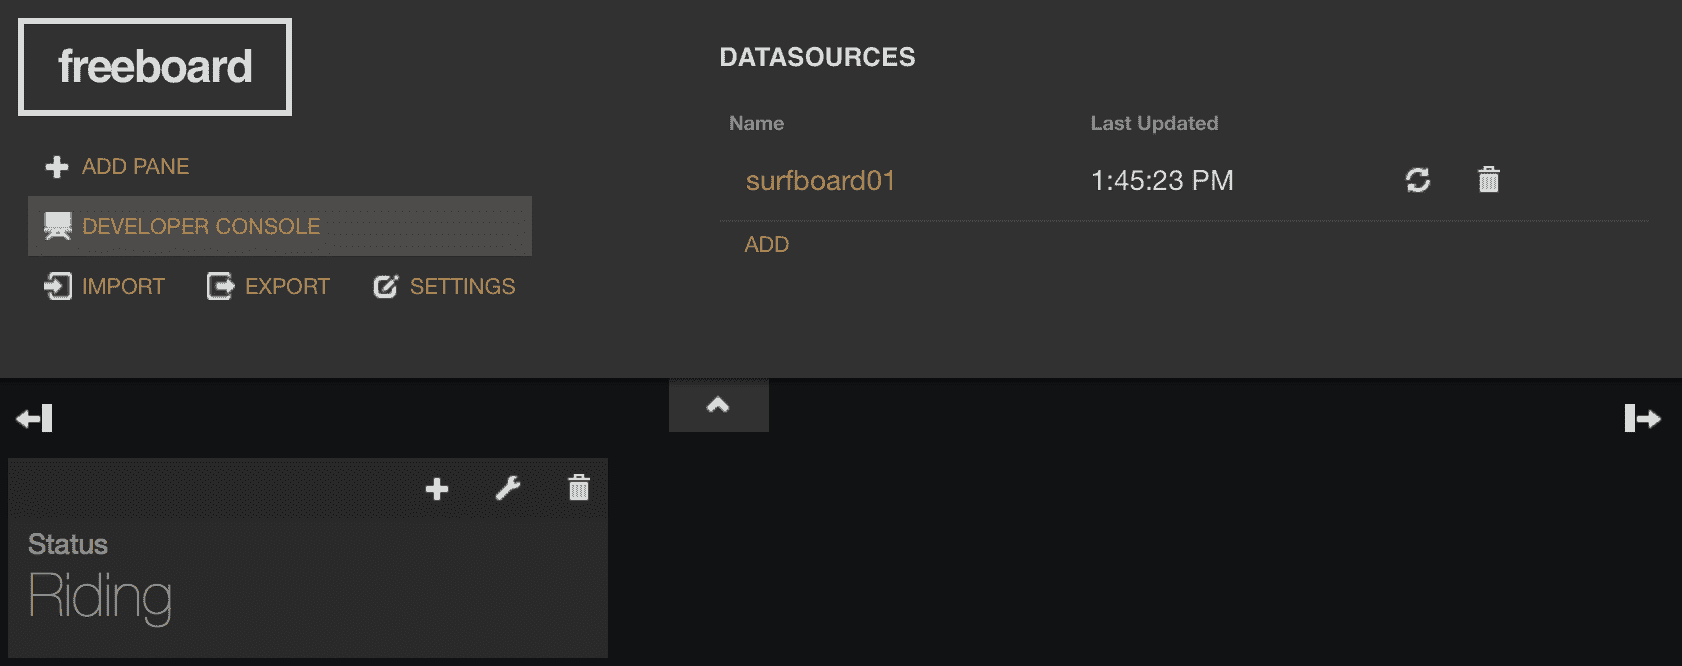 freeboard
ADD PANE
DEVELOPER CONSOLE
IMPORT EXPORT SETTINGS
DATASOURCES
Name Last Updated
surfboard01 1:45:23 PM
ADD
Status
Riding